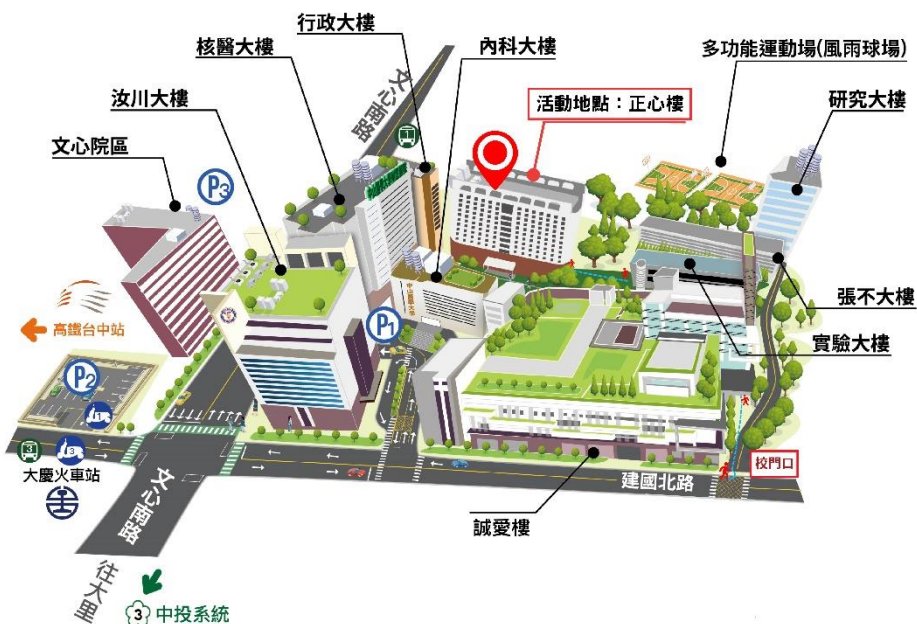 行政大樓
核醫大樓
內科大樓
多功能運動場(風雨球場)
文心南路
1
活動地點：正心樓
研究大樓
汝川大樓
文心院區
P3
高鐵台中站
P1
張不大樓
實驗大樓
P2
3
大慶火車站
文心南路
建國北路
校門口
誠愛樓
往大里
3 中投系統